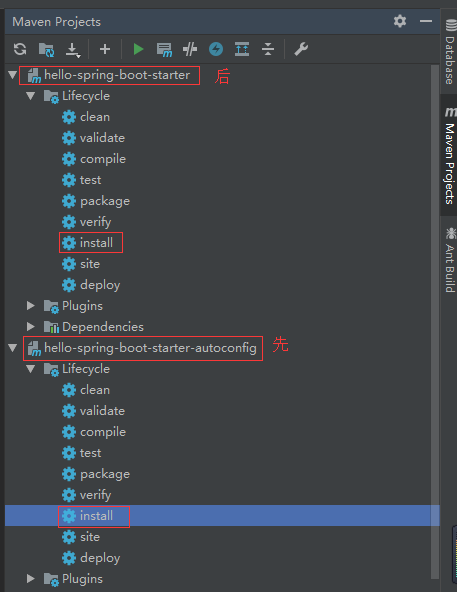 Maven Projects
hello-spring-boot-starter 后
Lifecycle
clean
validate
compile
test
package
verify
install
site
deploy
Plugins
Dependencies
hello-spring-boot-starter-autoconfig 先
Lifecycle
clean
validate
compile
test
package
verify
install
site
deploy
Plugins
Database
m Maven Projects
Ant Build